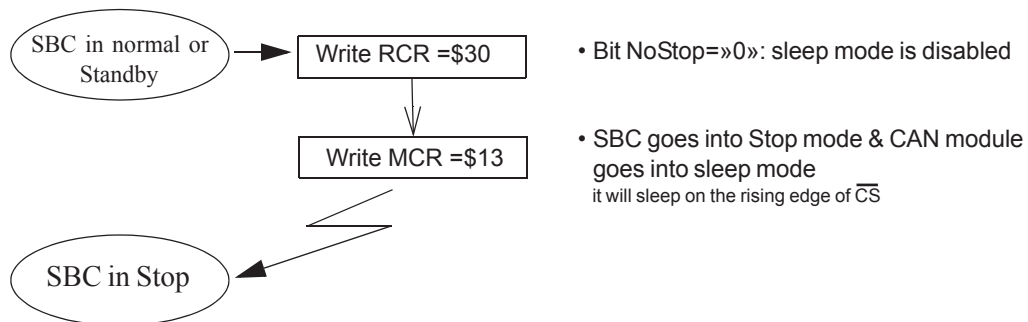 SBC in normal or
Standby
Write RCR =$30
• Bit NoStop=»0»: sleep mode is disabled
Write MCR =$13
• SBC goes into Stop mode & CAN module
goes into sleep mode
it will sleep on the rising edge of C̅S̅
SBC in Stop